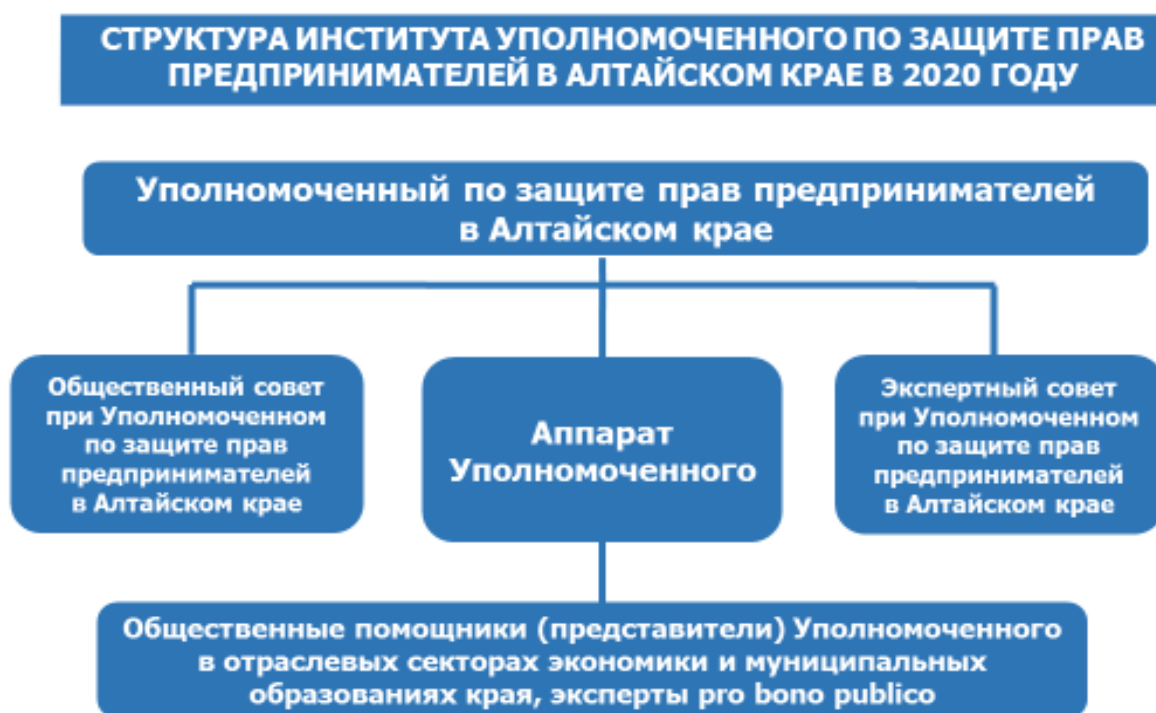 СТРУКТУРА ИНСТИТУТА УПОЛНОМОЧЕННОГО ПО ЗАЩИТЕ ПРАВ
ПРЕДПРИНИМАТЕЛЕЙ В АЛТАЙСКОМ КРАЕ В 2020 ГОДУ
Уполномоченный по защите прав предпринимателей
в Алтайском крае
Общественный совет
при Уполномоченном
по защите прав
предпринимателей
в Алтайском крае
Аппарат
Уполномоченного
Экспертный совет
при Уполномоченном
по защите прав
предпринимателей
в Алтайском крае
Общественные помощники (представители) Уполномоченного
в отраслевых секторах экономики и муниципальных
образованиях края, эксперты pro bono publico